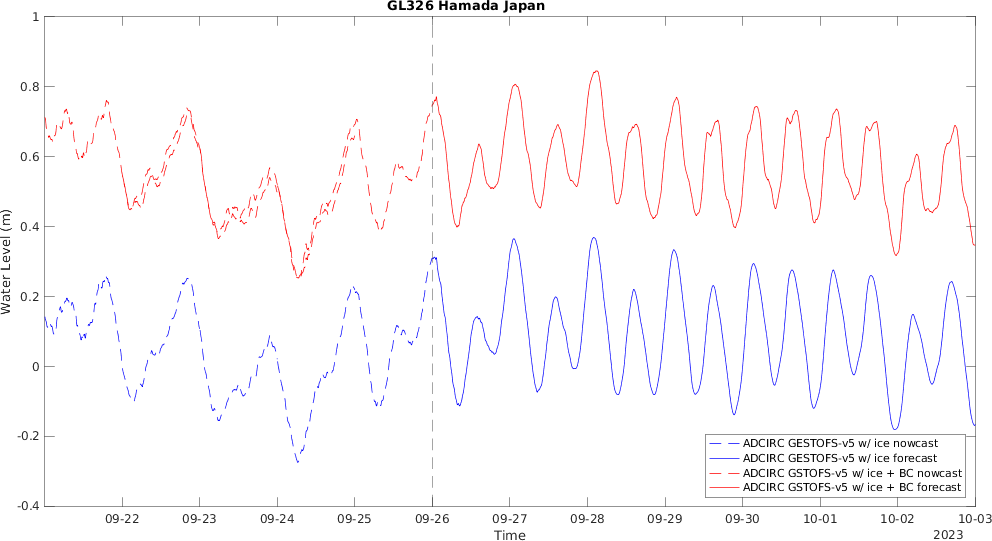 GL326 Hamada Japan
1
0.8
0.6
0.4
0.2
0
-0.2
-0.4
Water Level (m)
ADCIRC GESTOFS-v5 w/ ice nowcast
ADCIRC GESTOFS-v5 w/ ice forecast
ADCIRC GSTOFS-v5 w/ ice + BC nowcast
ADCIRC GSTOFS-v5 w/ ice + BC forecast
09-22 09-23 09-24 09-25 09-26 09-27 09-28 09-29 09-30 10-01 10-02 10-03
Time
2023